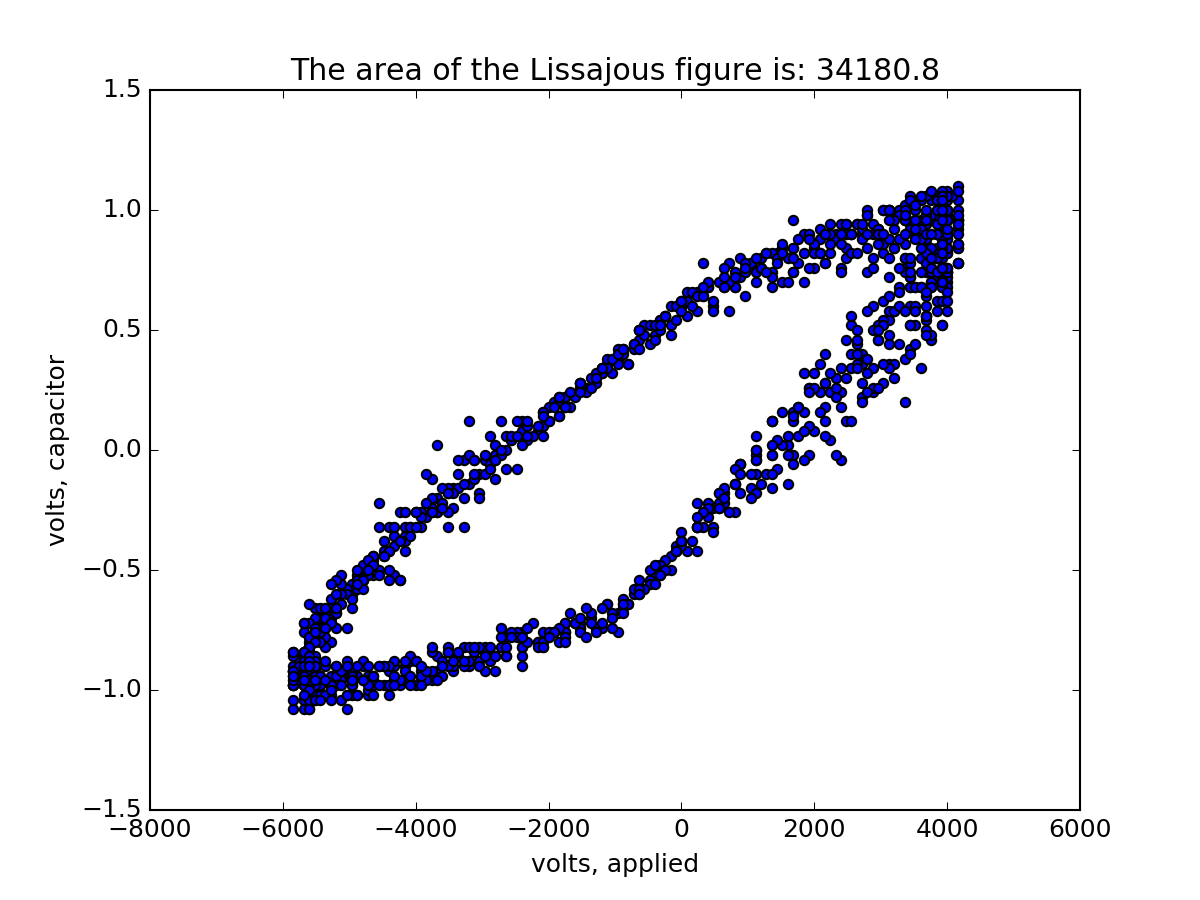 The area of the Lissajous figure is: 34180.8
1.5
1.0
0.5
0.0
−0.5
−1.0
−1.5
volts, capacitor
−8000 −6000 −4000 −2000 0 2000 4000 6000
volts, applied